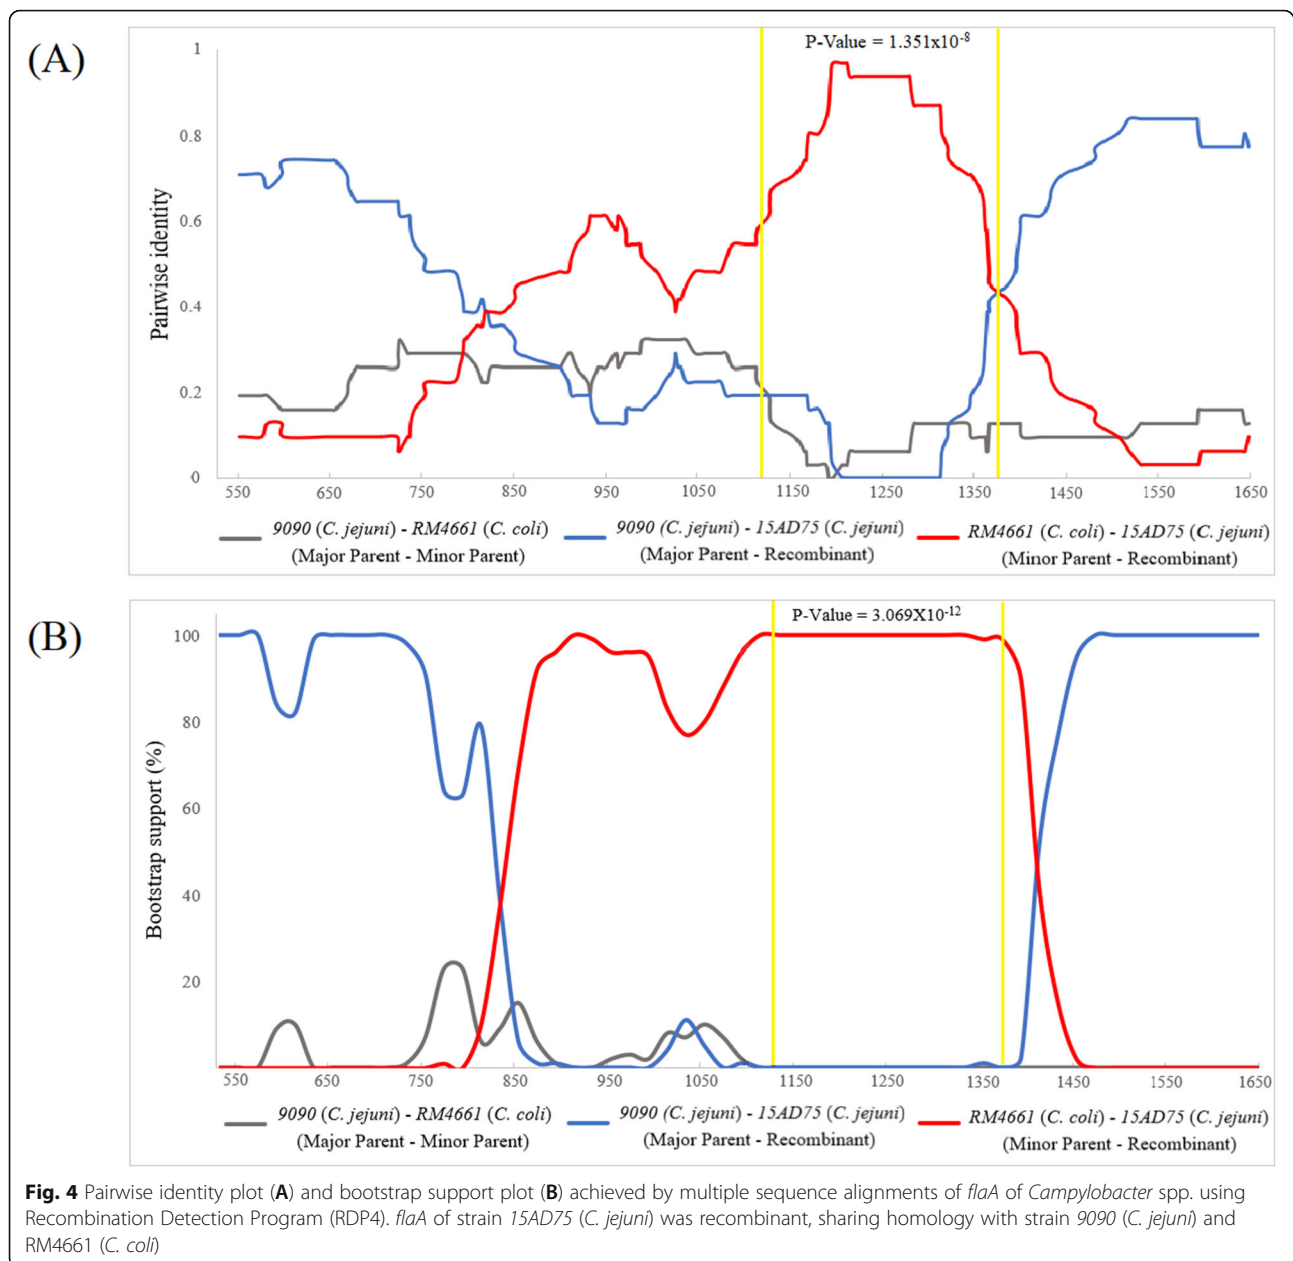 (A)
P-Value = 1.351x10-8
1
0.8
0.6
0.4
0.2
0
Pairwise identity
550 650 750 850 950 1050 1150 1250 1350 1450 1550 1650
9090 (C. jejuni) - RM4661 (C. coli) 9090 (C. jejuni) - 15AD75 (C. jejuni) RM4661 (C. coli) - 15AD75 (C. jejuni)
(Major Parent - Minor Parent) (Major Parent - Recombinant) (Minor Parent - Recombinant)
(B)
P-Value = 3.069X10-12
100
80
60
40
20
Bootstrap support (%)
550 650 750 850 950 1050 1150 1250 1350 1450 1550 1650
9090 (C. jejuni) - RM4661 (C. coli) 9090 (C. jejuni) - 15AD75 (C. jejuni) RM4661 (C. coli) - 15AD75 (C. jejuni)
(Major Parent - Minor Parent) (Major Parent - Recombinant) (Minor Parent - Recombinant)
Fig. 4 Pairwise identity plot (A) and bootstrap support plot (B) achieved by multiple sequence alignments of flaA of Campylobacter spp. using
Recombination Detection Program (RDP4). flaA of strain 15AD75 (C. jejuni) was recombinant, sharing homology with strain 9090 (C. jejuni) and
RM4661 (C. coli)